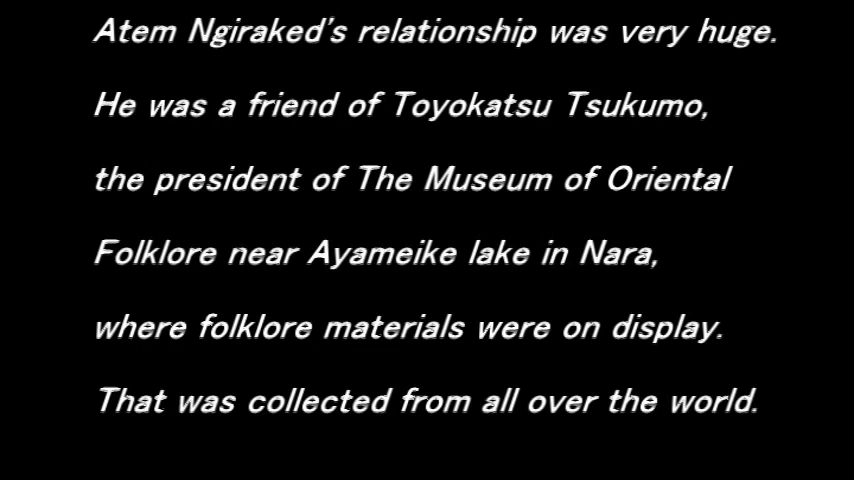 Atem Ngiraked's relationship was very huge.
He was a friend of Toyokatsu Tsukumo,
the president of The Museum of Oriental
Folklore near Ayameike lake in Nara,
where folklore materials were on display.
That was collected from all over the world.